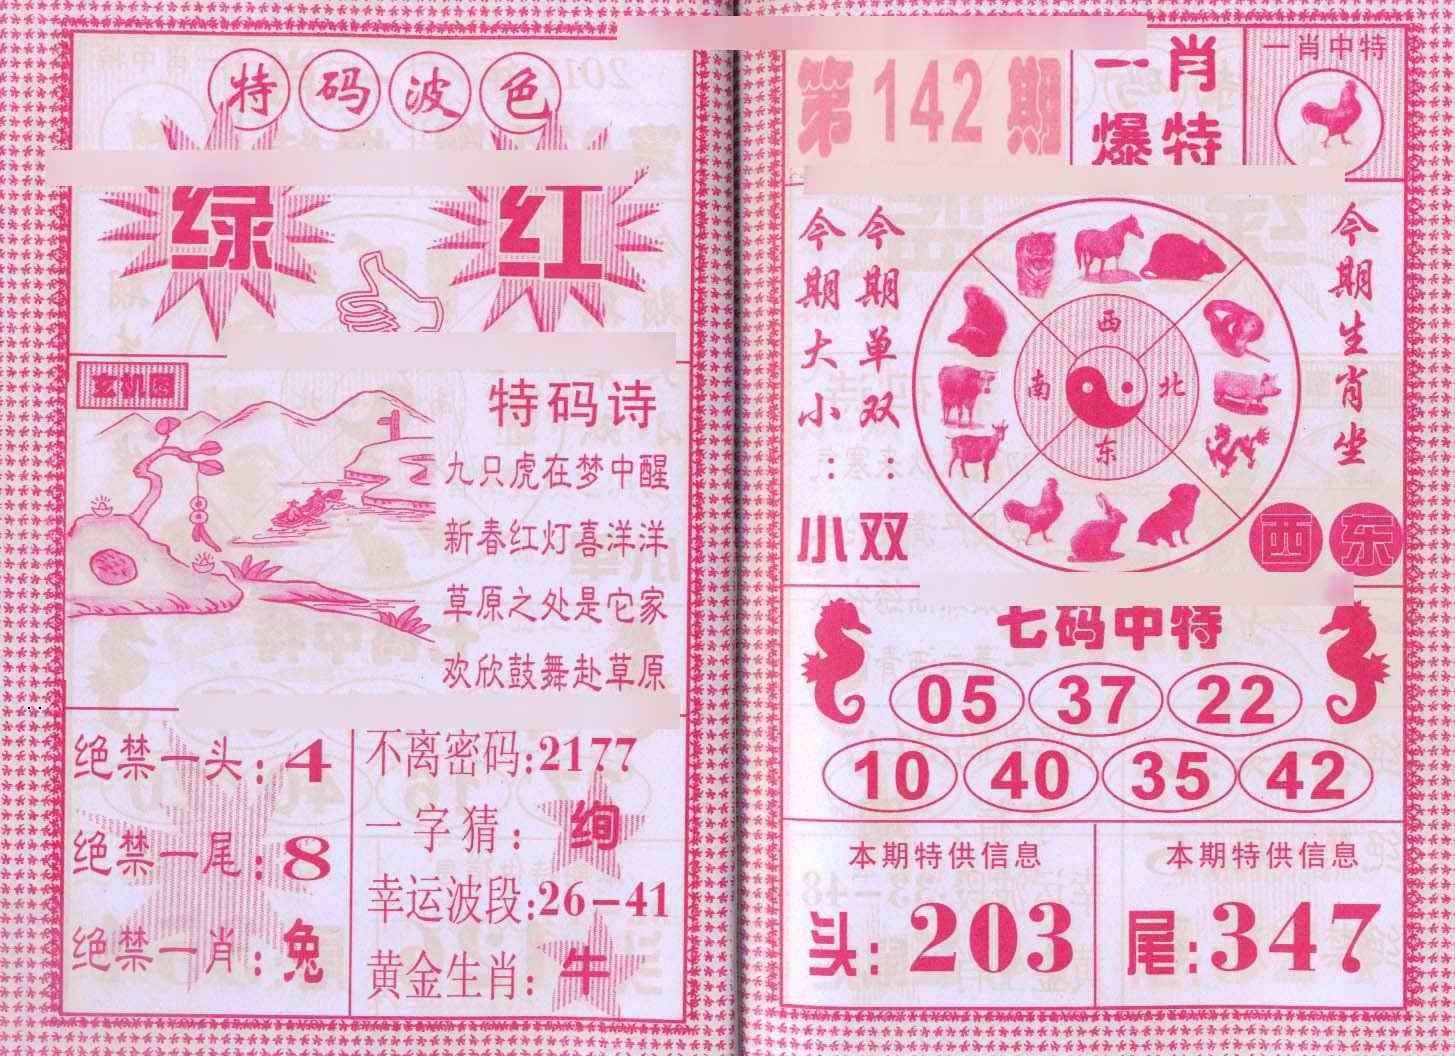 特码波色
绿 红
玄机图
特码诗
九只虎在梦中醒
新春红灯喜洋洋
草原之处是它家
欢欣鼓舞赴草原
绝禁一头:4
绝禁一尾:8
绝禁一肖:兔
不离密码:2177
一字猜:绚
幸运波段:26-41
黄金生肖:牛
第142期
一肖
爆特
一肖中特
今期大小:小
今期单双:双
西
南 北
东
今期生肖坐
西东
七码中特
05 37 22
10 40 35 42
本期特供信息
头:203
本期特供信息
尾:347